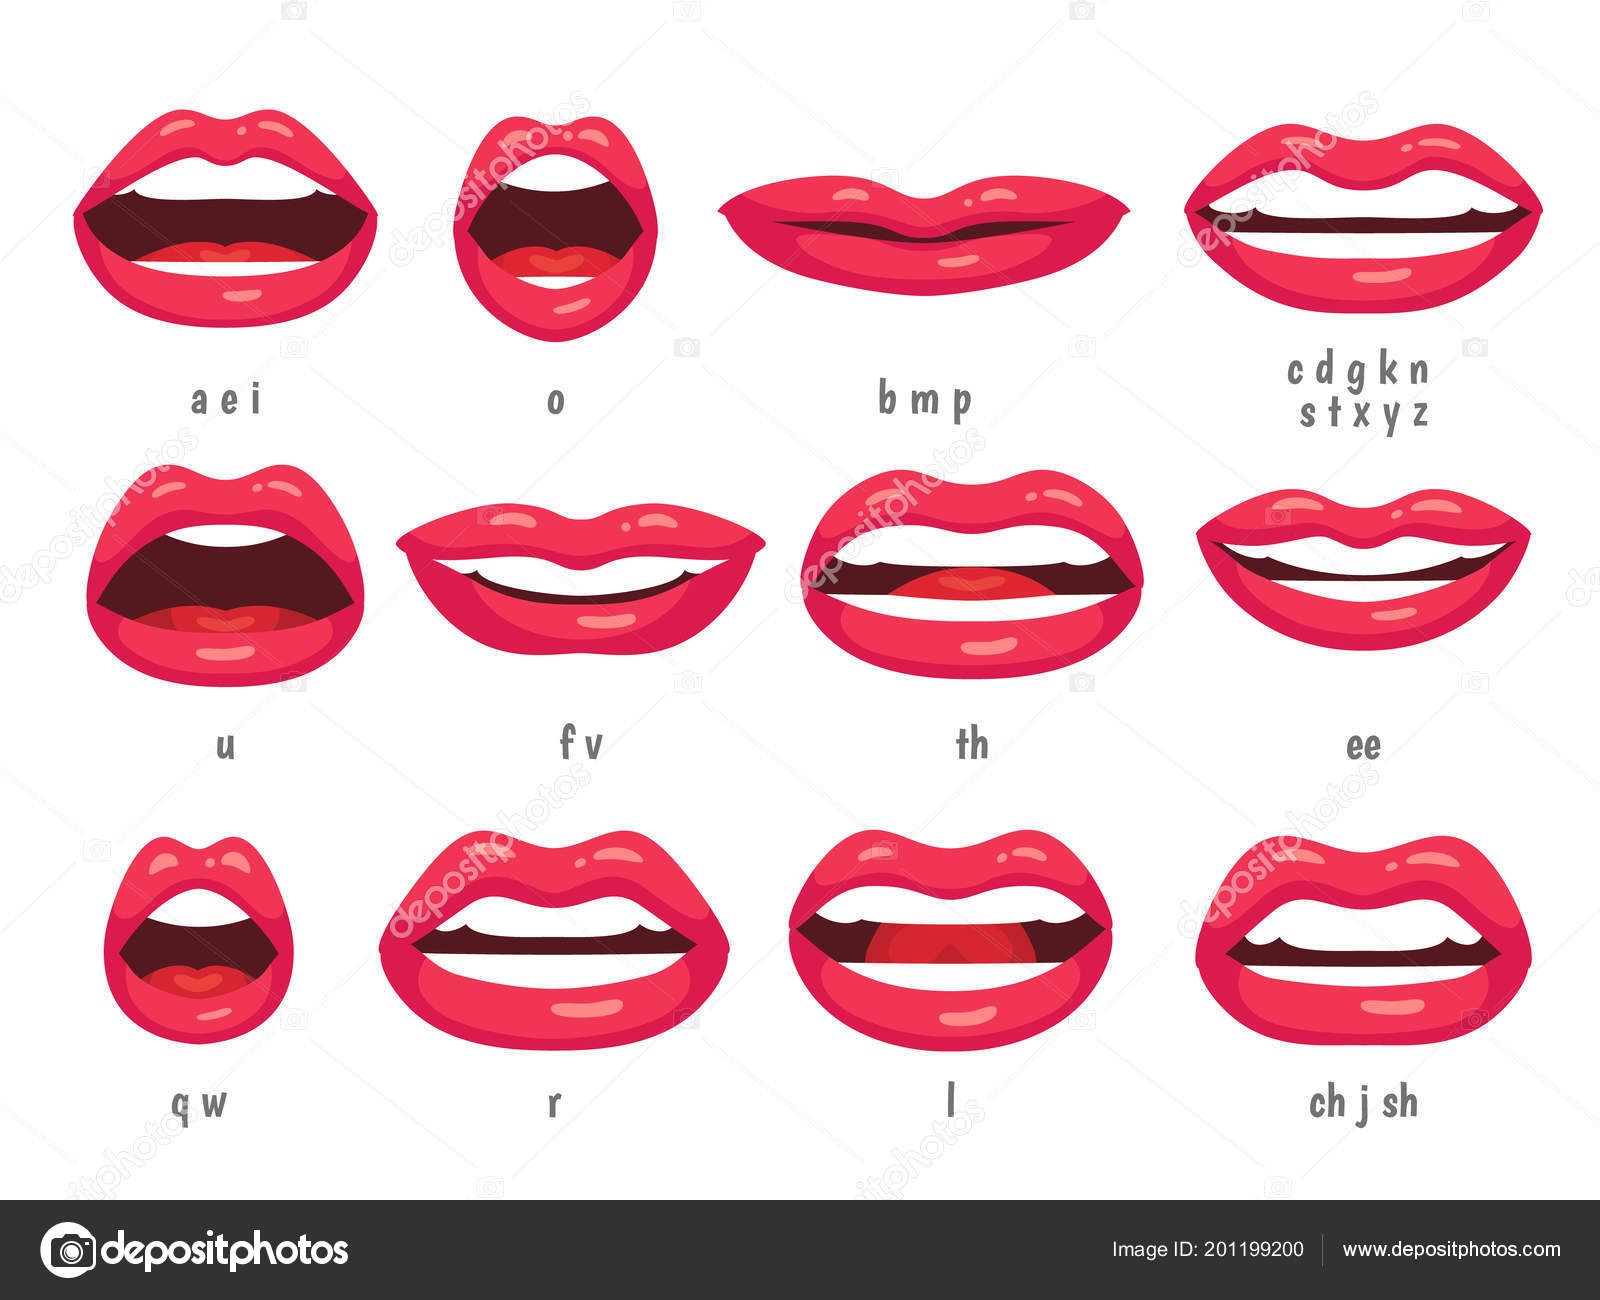 a e i
o
b m p
c d g k n
s t x y z
u
f v
th
ee
q w
r
l
ch j sh
depositphotos
Image ID: 201199200
www.depositphotos.com